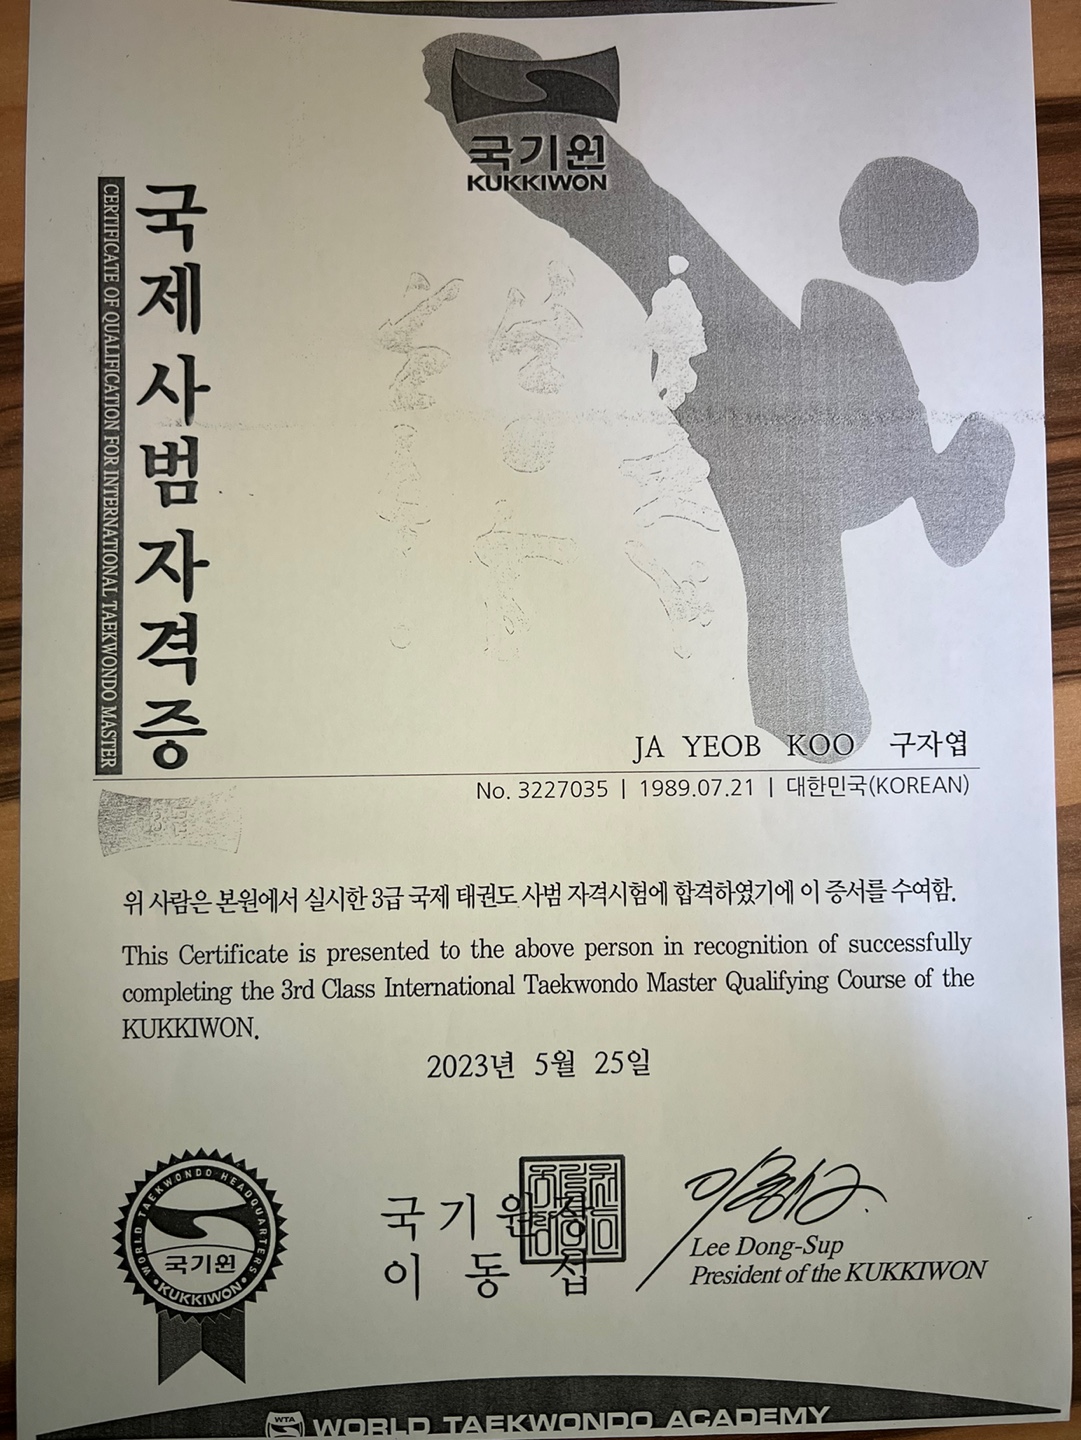 국기원
KUKKIWON
국제사범자격증
CERTIFICATE OF QUALIFICATION FOR INTERNATIONAL TAEKWONDO MASTER
JA YEOB KOO 구자엽
No. 3227035 | 1989.07.21 | 대한민국(KOREAN)
3급
위 사람은 본원에서 실시한 3급 국제 태권도 사범 자격시험에 합격하였기에 이 증서를 수여함.
This Certificate is presented to the above person in recognition of successfully
completing the 3rd Class International Taekwondo Master Qualifying Course of the
KUKKIWON.
2023년 5월 25일
WORLD TAEKWONDO HEADQUARTERS
국기원
KUKKIWON
국기원장
이동섭
Lee Dong-Sup
President of the KUKKIWON
WTA WORLD TAEKWONDO ACADEMY